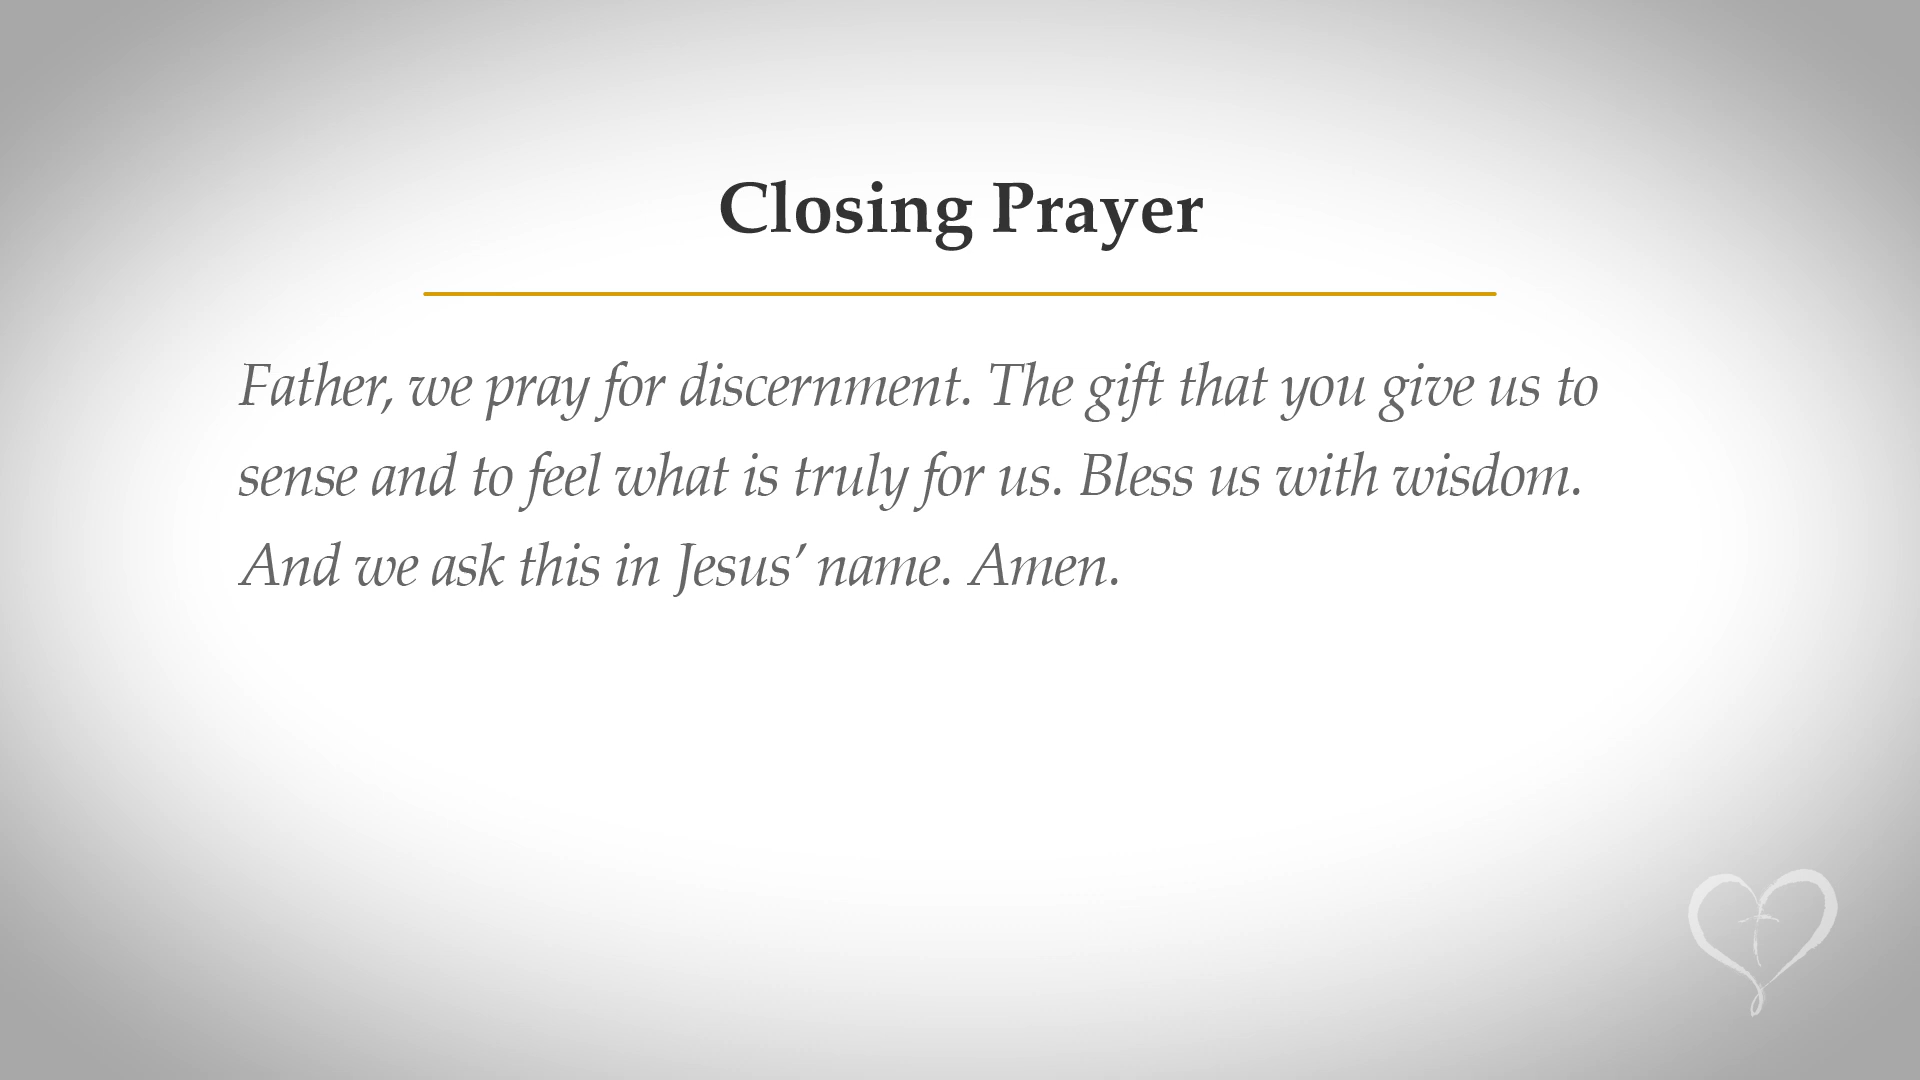 Closing Prayer
Father, we pray for discernment. The gift that you give us to
sense and to feel what is truly for us. Bless us with wisdom.
And we ask this in Jesus’ name. Amen.